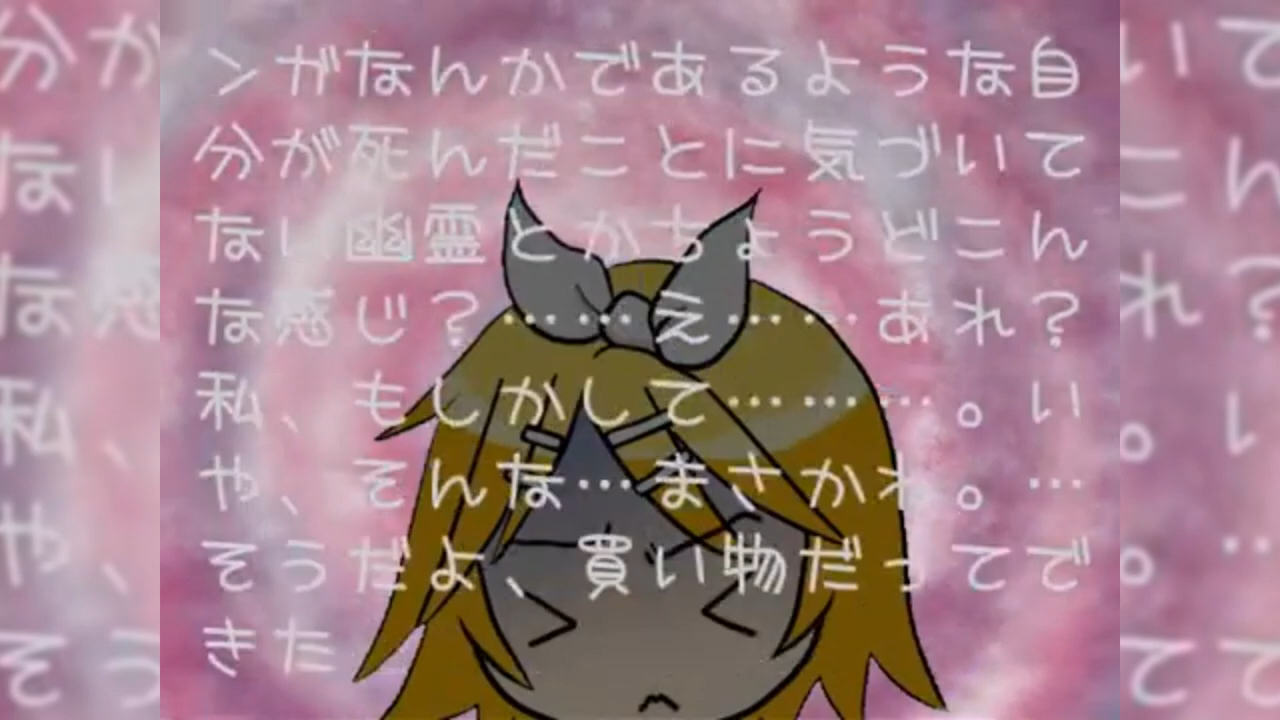 ンがなんかであるような自
分が死んだことに気づいて
ない幽霊とかちょうどこん
な感じ？……え……あれ？
私、もしかして………。い
や、そんな…まさかね。…
そうだよ、買い物だってで
きた